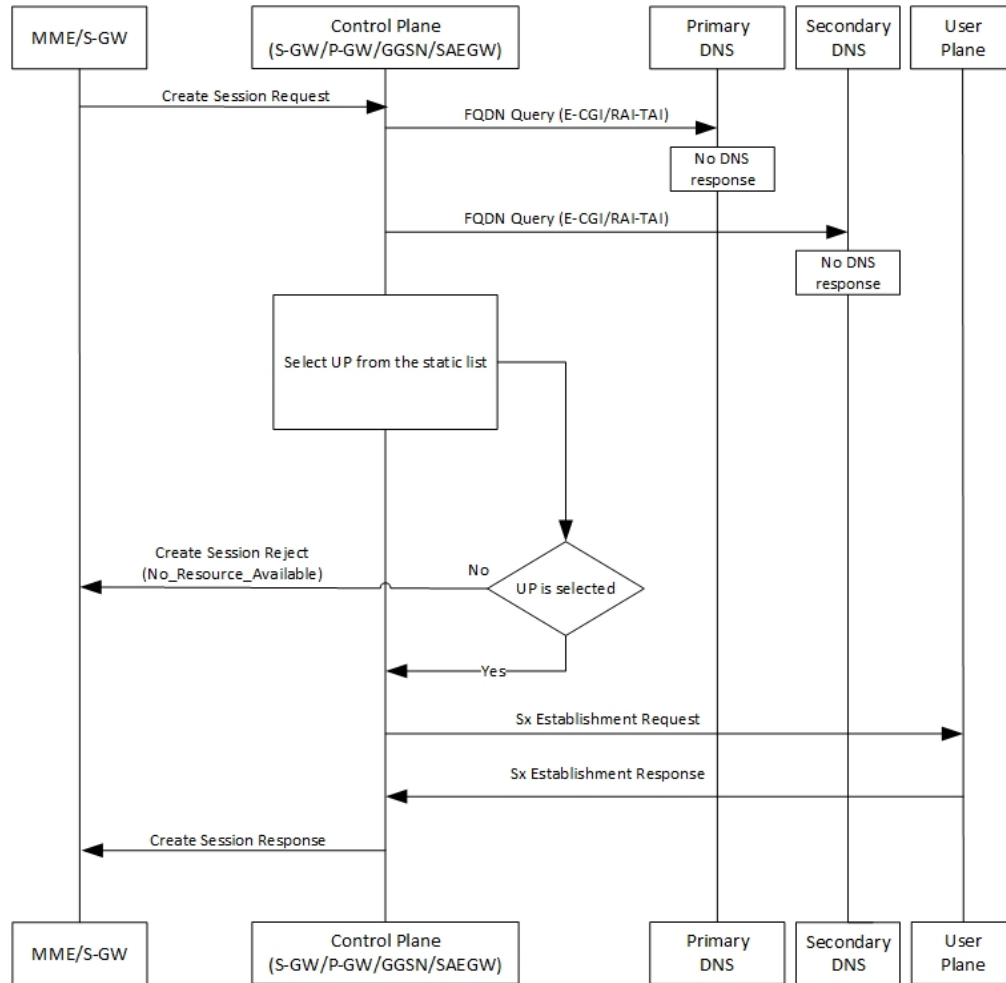 MME/S-GW
Control Plane
(S-GW/P-GW/GGSN/SAEGW)
Primary
DNS
Secondary
DNS
User
Plane
Create Session Request
FQDN Query (E-CGI/RAI-TAI)
No DNS
response
FQDN Query (E-CGI/RAI-TAI)
No DNS
response
Select UP from the static list
Create Session Reject
(No_Resource_Available)
No
UP is selected
Yes
Sx Establishment Request
Sx Establishment Response
Create Session Response
MME/S-GW
Control Plane
(S-GW/P-GW/GGSN/SAEGW)
Primary
DNS
Secondary
DNS
User
Plane